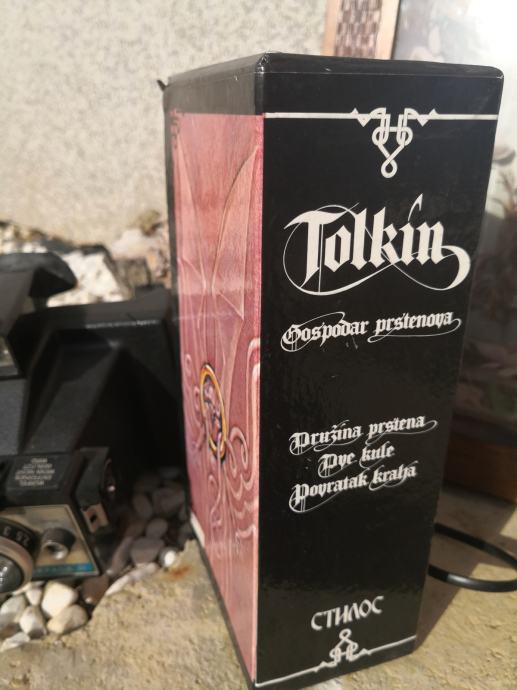 Tolkin
Gospodar prstenova
Družina prstena
Dve kule
Povratak kralja
СТИЛОС